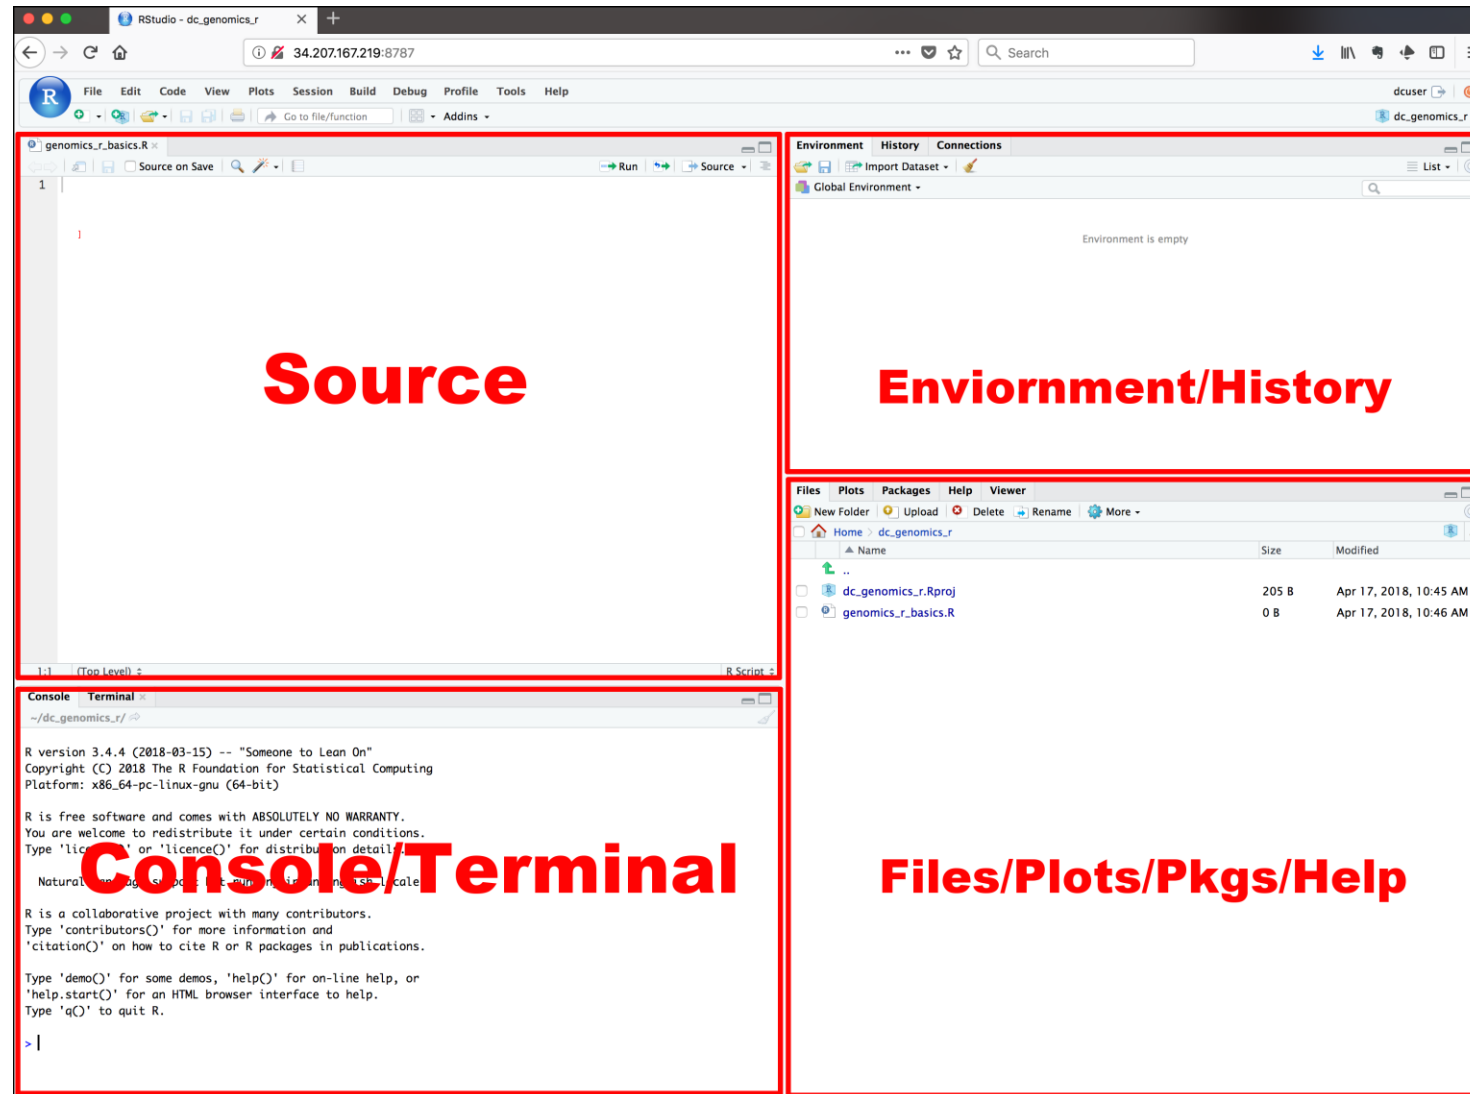 RStudio - dc_genomics_r
34.207.167.219:8787
Search
R File Edit Code View Plots Session Build Debug Profile Tools Help
dcuser
Go to file/function
Addins
dc_genomics_r
genomics_r_basics.R
Source on Save
Run
Source
1
]
Source
1:1 (Top Level)
R Script
Environment History Connections
Import Dataset
List
Global Environment
Environment is empty
Enviornment/History
Console Terminal
~/dc_genomics_r/
R version 3.4.4 (2018-03-15) -- "Someone to Lean On"
Copyright (C) 2018 The R Foundation for Statistical Computing
Platform: x86_64-pc-linux-gnu (64-bit)
R is free software and comes with ABSOLUTELY NO WARRANTY.
You are welcome to redistribute it under certain conditions.
Type or 'licence()' for distribution details.
Natural
Console/Terminal
R is a collaborative project with many contributors.
Type 'contributors()' for more information and
'citation()' on how to cite R or R packages in publications.
Type 'demo()' for some demos, 'help()' for on-line help, or
'help.start()' for an HTML browser interface to help.
Type 'q()' to quit R.
>
Files Plots Packages Help Viewer
New Folder Upload Delete Rename More
Home dc_genomics_r
Name Size Modified
..
dc_genomics_r.Rproj 205 B Apr 17, 2018, 10:45 AM
genomics_r_basics.R 0 B Apr 17, 2018, 10:46 AM
Files/Plots/Pkgs/Help